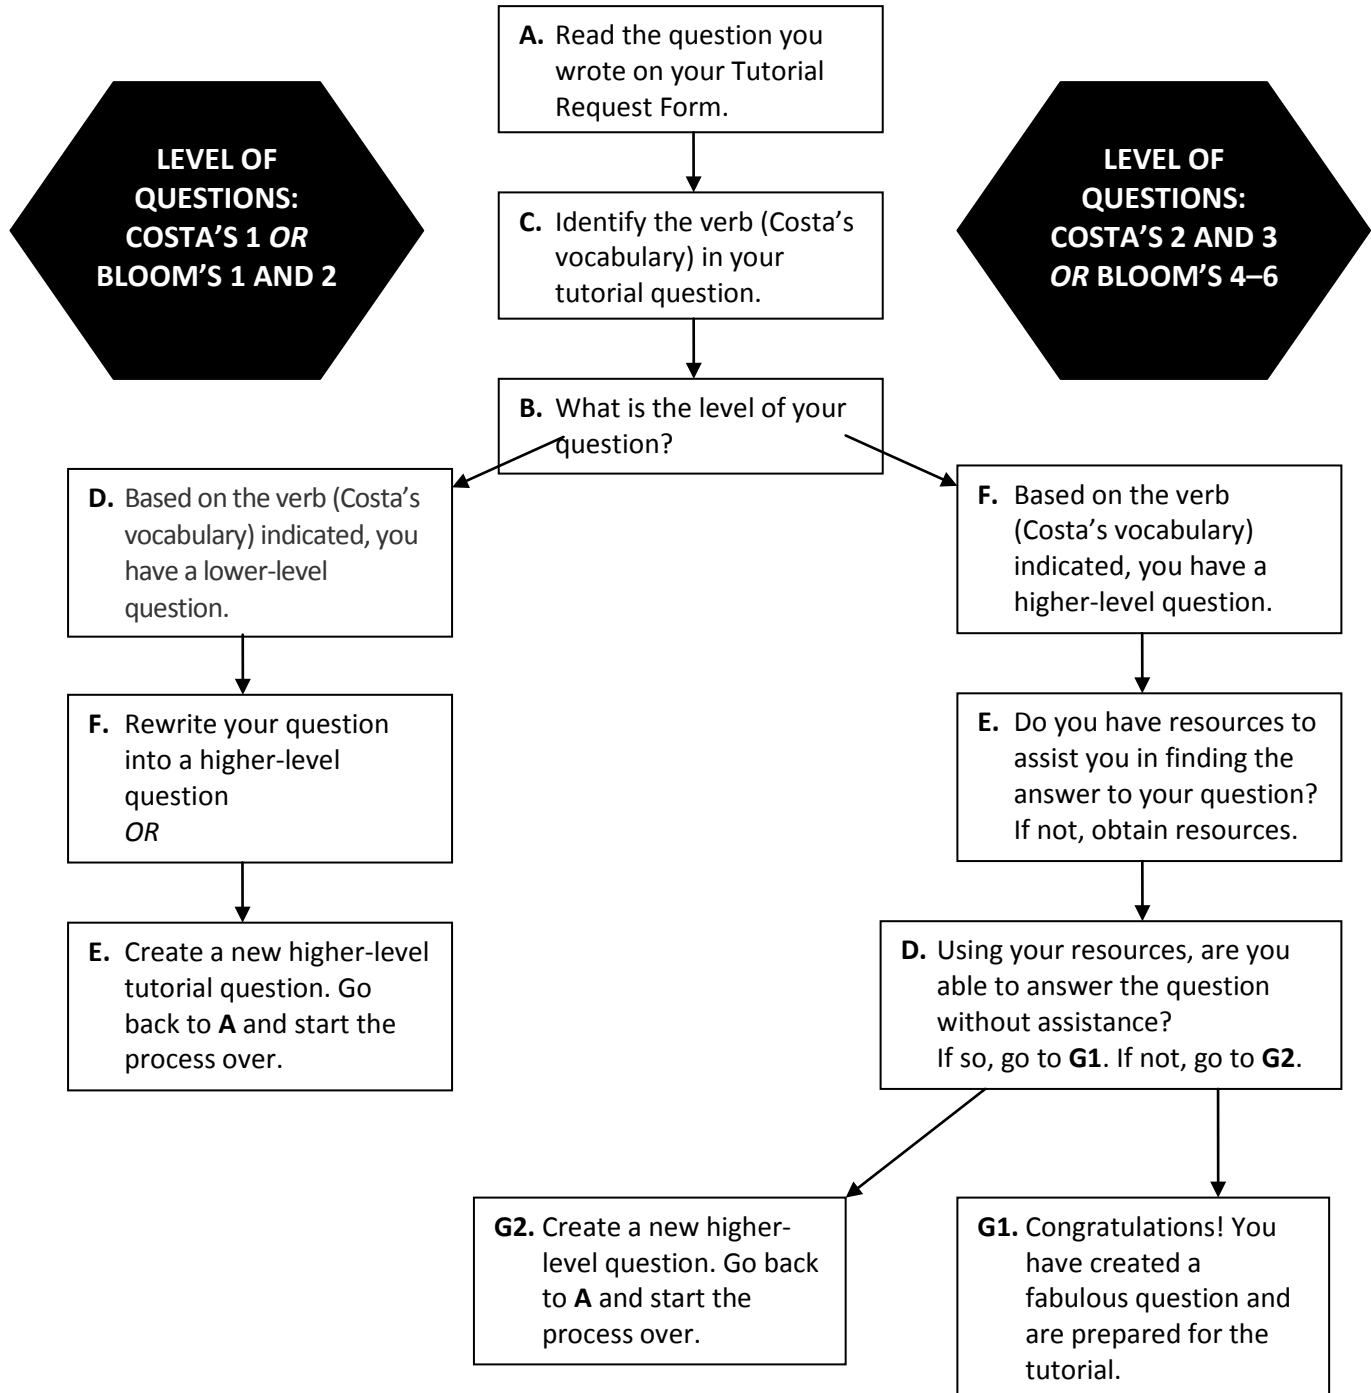 A. Read the question you
wrote on your Tutorial
Request Form.
LEVEL OF
QUESTIONS:
COSTA'S 1 OR
BLOOM'S 1 AND 2
LEVEL OF
QUESTIONS:
COSTA'S 2 AND 3
OR BLOOM'S 4–6
C. Identify the verb (Costa's
vocabulary) in your
tutorial question.
B. What is the level of your
question?
D. Based on the verb (Costa's
vocabulary) indicated, you
have a lower-level
question.
F. Based on the verb
(Costa's vocabulary)
indicated, you have a
higher-level question.
F. Rewrite your question
into a higher-level
question
OR
E. Do you have resources to
assist you in finding the
answer to your question?
If not, obtain resources.
E. Create a new higher-level
tutorial question. Go
back to A and start the
process over.
D. Using your resources, are you
able to answer the question
without assistance?
If so, go to G1. If not, go to G2.
G2. Create a new higher-
level question. Go back
to A and start the
process over.
G1. Congratulations! You
have created a
fabulous question and
are prepared for the
tutorial.